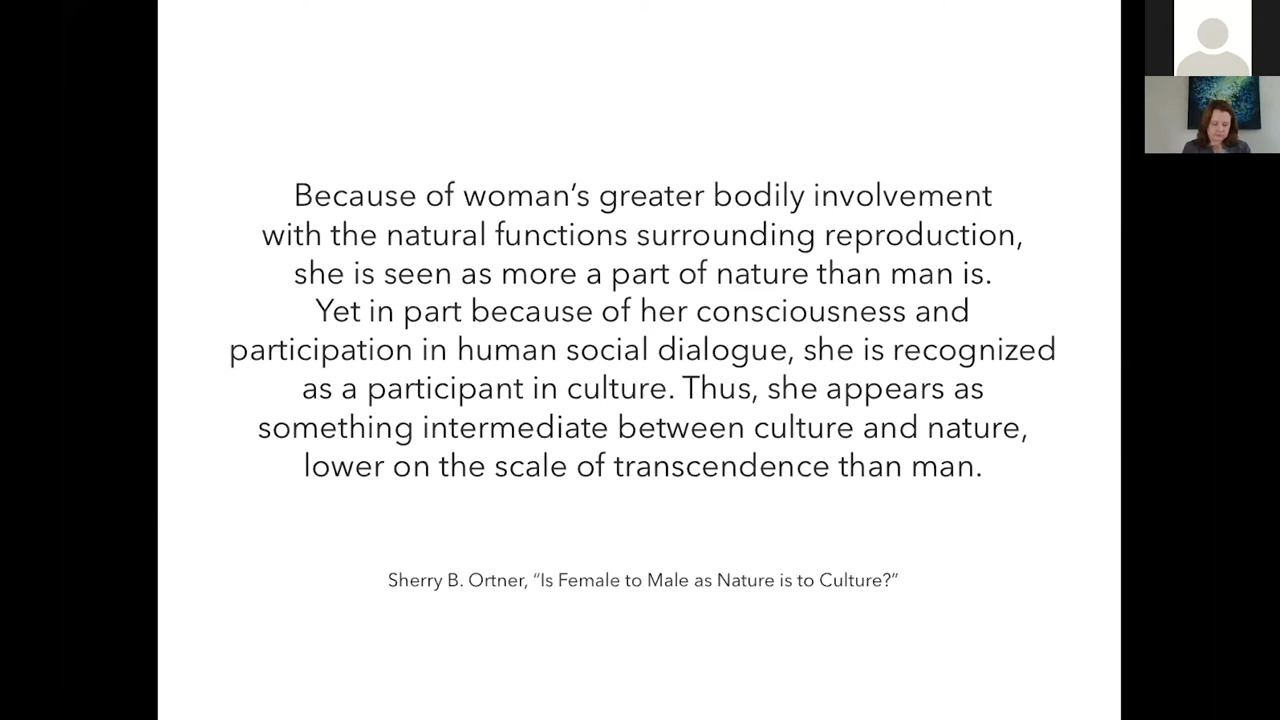 Because of woman’s greater bodily involvement
with the natural functions surrounding reproduction,
she is seen as more a part of nature than man is.
Yet in part because of her consciousness and
participation in human social dialogue, she is recognized
as a participant in culture. Thus, she appears as
something intermediate between culture and nature,
lower on the scale of transcendence than man.
Sherry B. Ortner, “Is Female to Male as Nature is to Culture?”